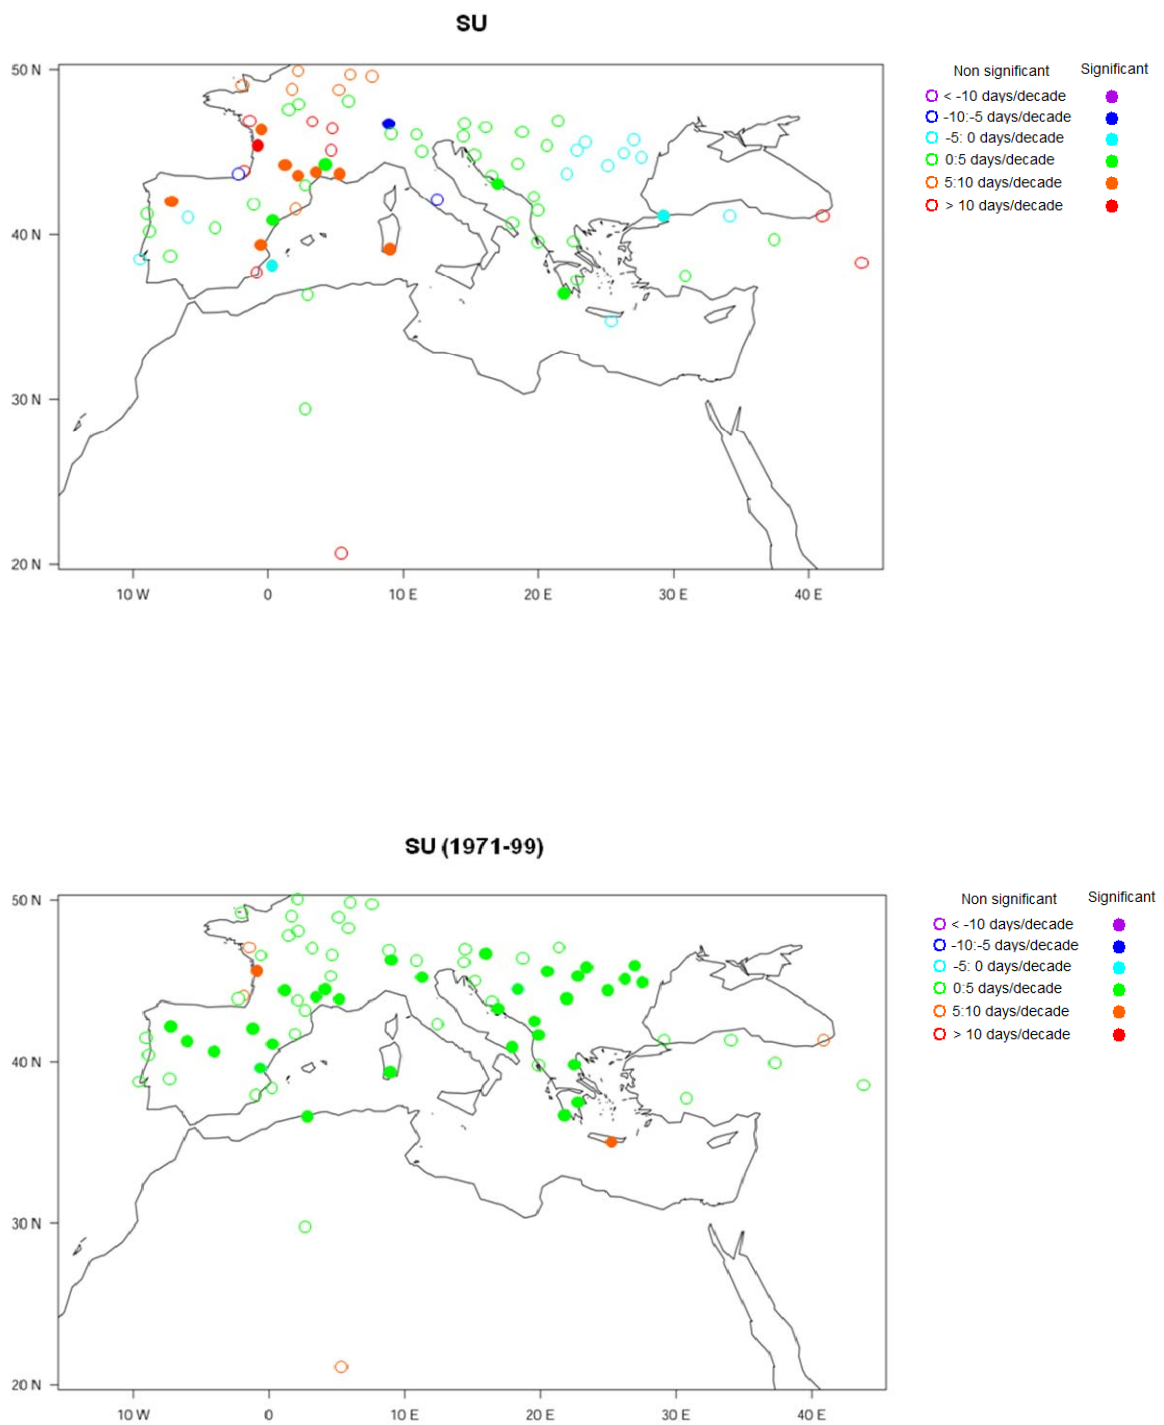 SU
Non significant Significant
< -10 days/decade
-10:-5 days/decade
-5: 0 days/decade
0:5 days/decade
5:10 days/decade
> 10 days/decade
50 N
40 N
30 N
20 N
10 W 0 10 E 20 E 30 E 40 E
SU (1971-99)
Non significant Significant
< -10 days/decade
-10:-5 days/decade
-5: 0 days/decade
0:5 days/decade
5:10 days/decade
> 10 days/decade
50 N
40 N
30 N
20 N
10 W 0 10 E 20 E 30 E 40 E